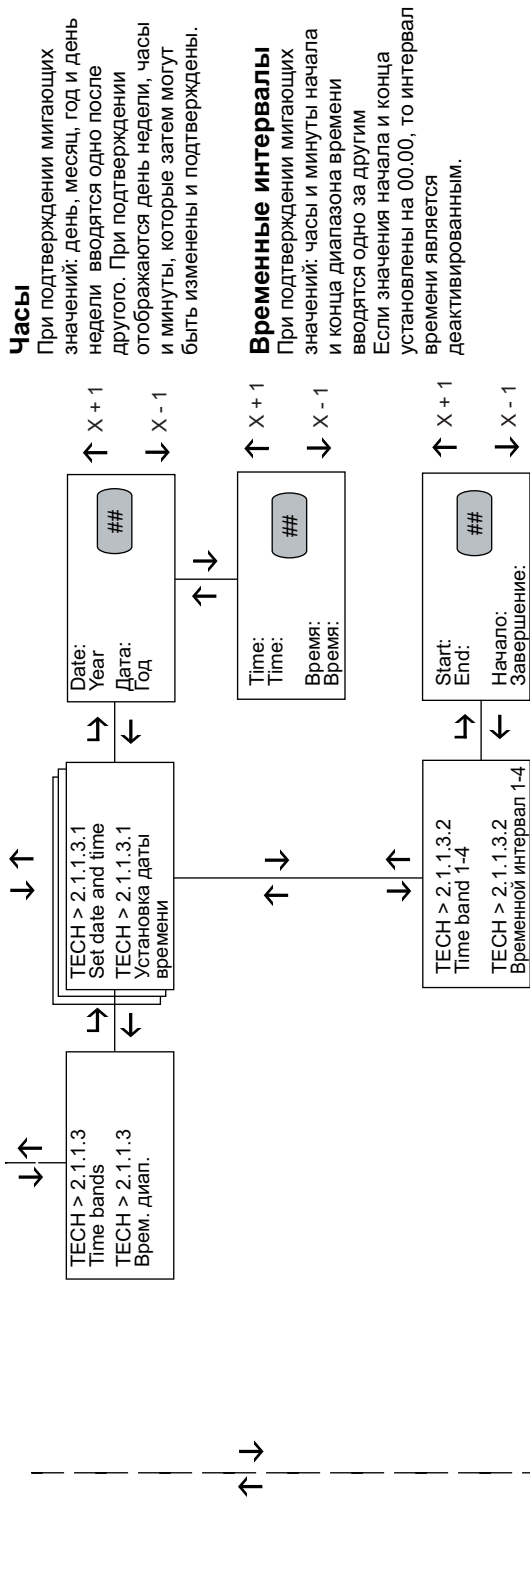 TECH > 2.1.1.3
Time bands
TECH > 2.1.1.3
Врем. диап.
TECH > 2.1.1.3.1
Set date and time
TECH > 2.1.1.3.1
Установка даты
времени
Date:
Year
Дата:
Год
##
↑ X + 1
↓ X - 1
Часы
При подтверждении мигающих
значений: день, месяц, год и день
недели вводятся одно после
другого. При подтверждении
отображаются день недели, часы
и минуты, которые затем могут
быть изменены и подтверждены.
Time:
Time:
Время:
Время:
##
↑ X + 1
↓ X - 1
Временные интервалы
При подтверждении мигающих
значений: часы и минуты начала
и конца диапазона времени
вводятся одно за другим
Если значения начала и конца
установлены на 00.00, то интервал
времени является
деактивированным.
TECH > 2.1.1.3.2
Time band 1-4
TECH > 2.1.1.3.2
Временной интервал 1-4
Start:
End:
Начало:
Завершение:
##
↑ X + 1
↓ X - 1